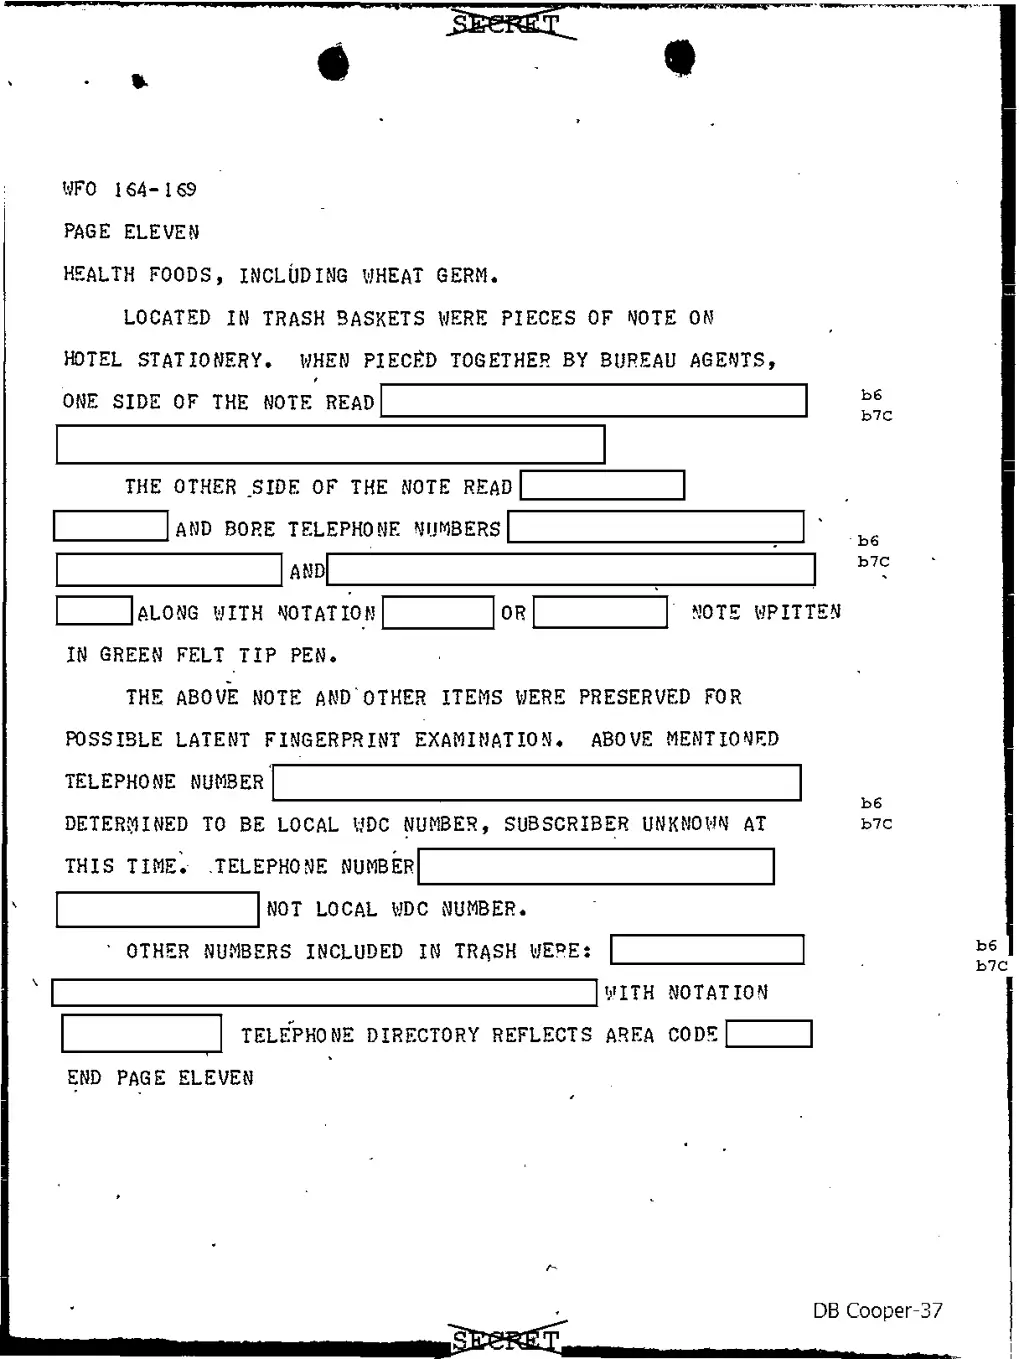 SECRET
WFO 164-169
PAGE ELEVEN
HEALTH FOODS, INCLUDING WHEAT GERM.
LOCATED IN TRASH BASKETS WERE PIECES OF NOTE ON
HOTEL STATIONERY. WHEN PIECED TOGETHER BY BUREAU AGENTS,
ONE SIDE OF THE NOTE READ b6
b7C
THE OTHER SIDE OF THE NOTE READ
AND BORE TELEPHONE NUMBERS
b6
AND b7C
ALONG WITH NOTATION OR NOTE WPITTEN
IN GREEN FELT TIP PEN.
THE ABOVE NOTE AND OTHER ITEMS WERE PRESERVED FOR
POSSIBLE LATENT FINGERPRINT EXAMINATION. ABOVE MENTIONED
TELEPHONE NUMBER
b6
DETERMINED TO BE LOCAL WDC NUMBER, SUBSCRIBER UNKNOWN AT b7C
THIS TIME. TELEPHONE NUMBER
NOT LOCAL WDC NUMBER.
OTHER NUMBERS INCLUDED IN TRASH WERE: b6
b7C
WITH NOTATION
TELEPHONE DIRECTORY REFLECTS AREA CODE
END PAGE ELEVEN
DB Cooper-37
SECRET